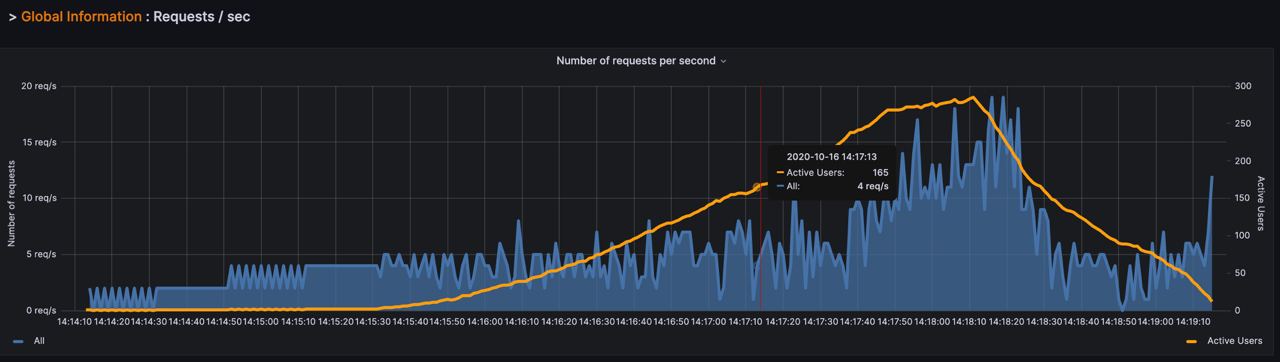 > Global Information : Requests / sec
Number of requests per second
20 req/s
15 req/s
10 req/s
5 req/s
0 req/s
Number of requests
300
250
200
150
100
50
0
Active Users
2020-10-16 14:17:13
Active Users: 165
All: 4 req/s
14:14:10 14:14:20 14:14:30 14:14:40 14:14:50 14:15:00 14:15:10 14:15:20 14:15:30 14:15:40 14:15:50 14:16:00 14:16:10 14:16:20 14:16:30 14:16:40 14:16:50 14:17:00 14:17:10 14:17:20 14:17:30 14:17:40 14:17:50 14:18:00 14:18:10 14:18:20 14:18:30 14:18:40 14:18:50 14:19:00 14:19:10
All
Active Users